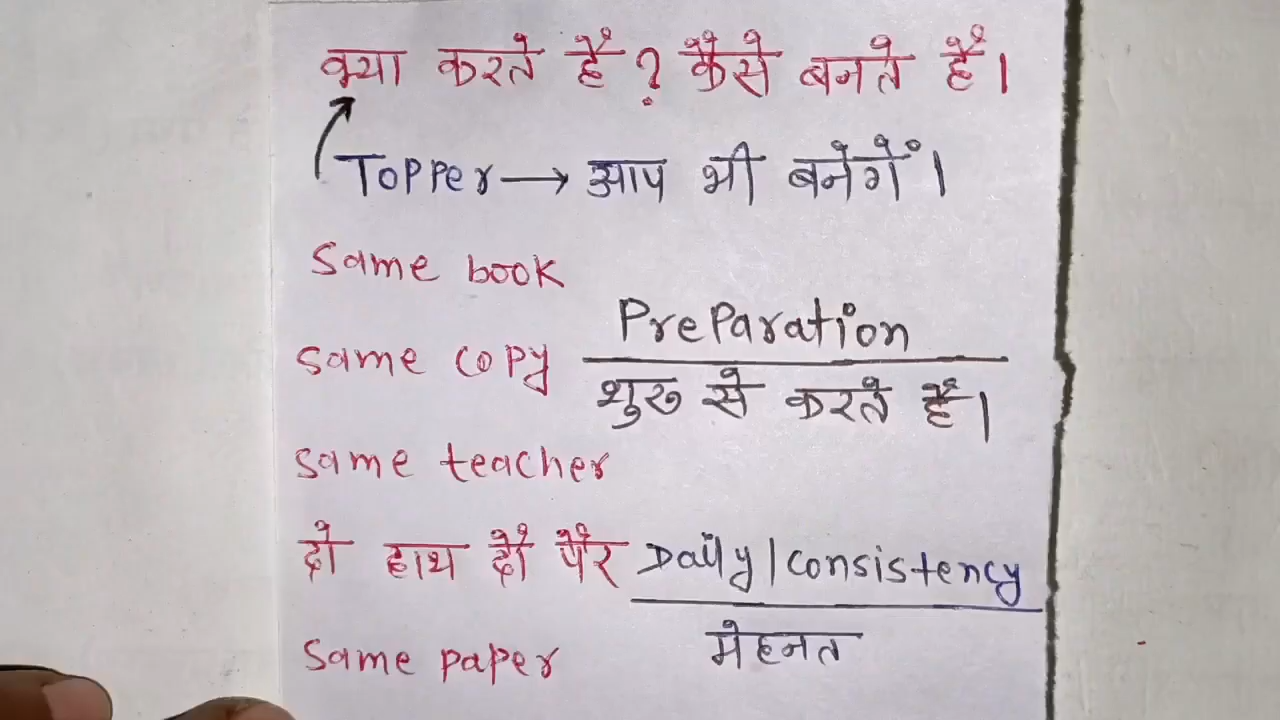 क्या करते हैं? कैसे बनते हैं।
Topper → आप भी बनेगें।
Same book
Preparation
same copy
शुरु से करते हैं।
same teacher
दो हाथ दो पैर Daily/consistency
मेहनत
same paper